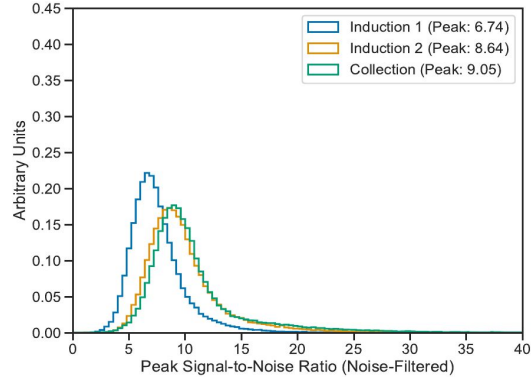 0.45
0.40
0.35
0.30
0.25
0.20
0.15
0.10
0.05
0.00
Arbitrary Units
Induction 1 (Peak: 6.74)
Induction 2 (Peak: 8.64)
Collection (Peak: 9.05)
0 5 10 15 20 25 30 35 40
Peak Signal-to-Noise Ratio (Noise-Filtered)